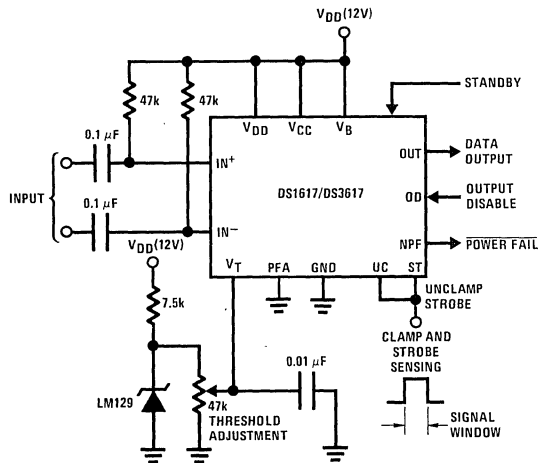 VDD (12V)
STANDBY
47k
47k
VDD
VCC
VB
0.1 µF
IN+
OUT
DATA
OUTPUT
INPUT
DS1617/DS3617
OD
OUTPUT
DISABLE
0.1 µF
IN−
NPF
POWER FAIL
VDD (12V)
VT
PFA
GND
UC
ST
UNCLAMP
STROBE
7.5k
CLAMP AND
STROBE
SENSING
0.01 µF
LM129
47k
THRESHOLD
ADJUSTMENT
SIGNAL
WINDOW